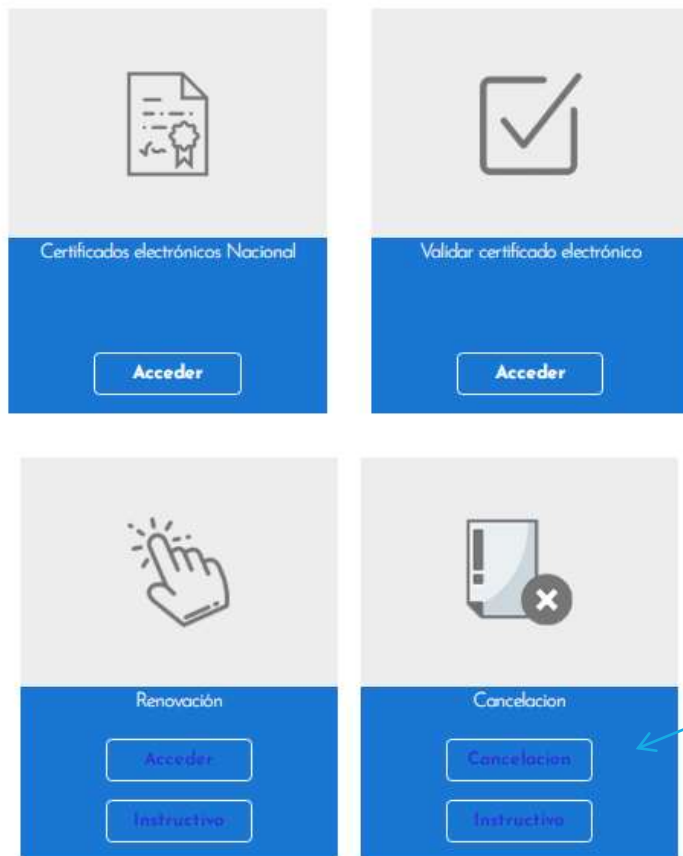 Certificados electrónicos Nacional
Validar certificado electrónico
Acceder
Acceder
Renovación
Cancelacion
Acceder
Cancelacion
Instructivo
Instructivo